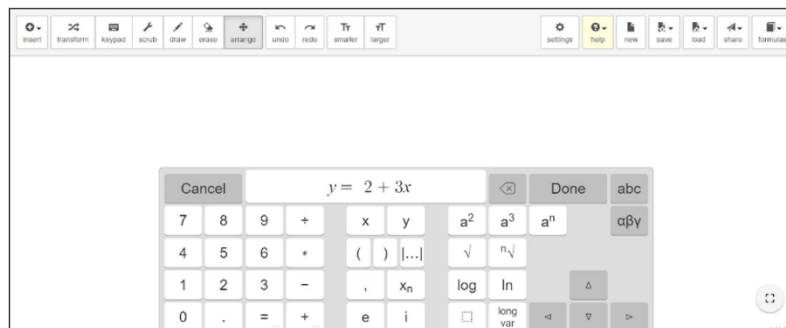 insert transform keypad scrub draw erase arrange undo redo smaller larger settings help new save load share formulas
Cancel y = 2 + 3x Done abc
7 8 9 ÷ x y a² a³ aⁿ αβγ
4 5 6 * ( ) |...| √ ⁿ√
1 2 3 − , xₙ log ln
0 . = + e i long
var